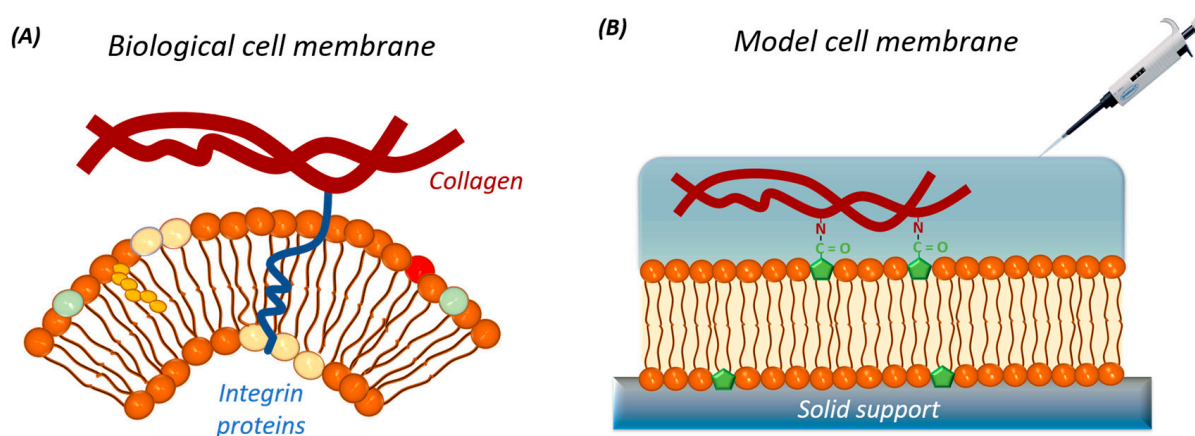 (A)
Biological cell membrane
Collagen
Integrin
proteins
(B)
Model cell membrane
N
C = O
N
C = O
Solid support